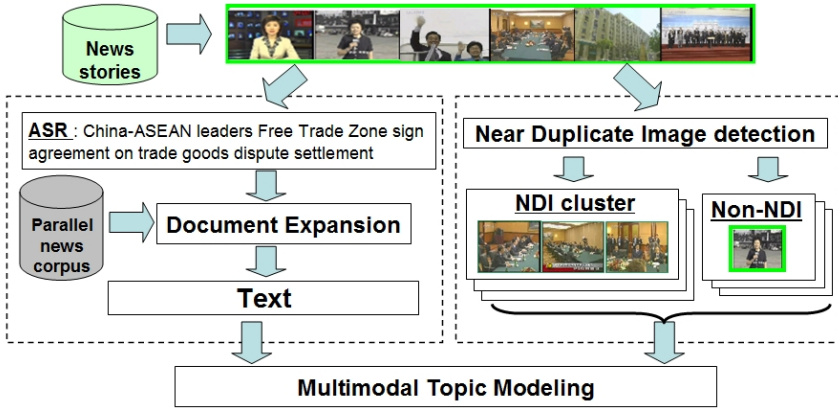 News
stories
ASR : China-ASEAN leaders Free Trade Zone sign
agreement on trade goods dispute settlement
Parallel
news
corpus
Document Expansion
Text
Near Duplicate Image detection
NDI cluster
Non-NDI
Multimodal Topic Modeling